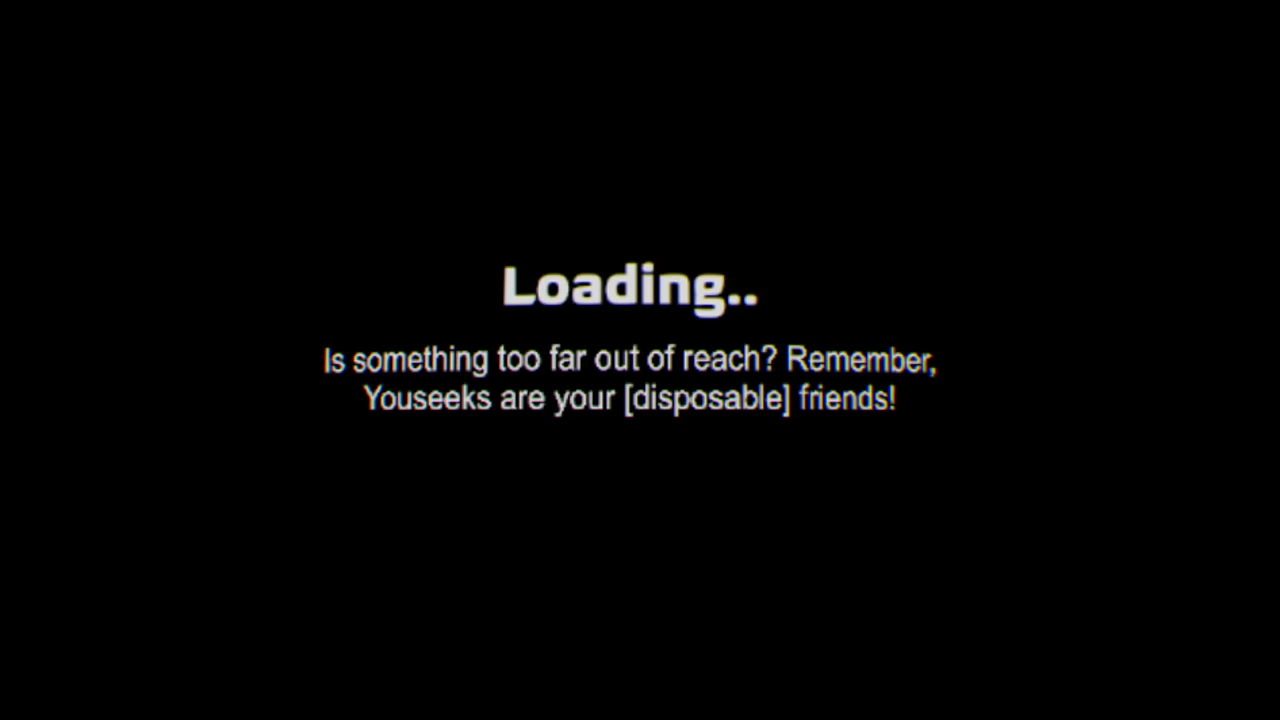 Loading..
Is something too far out of reach? Remember,
Youseeks are your [disposable] friends!